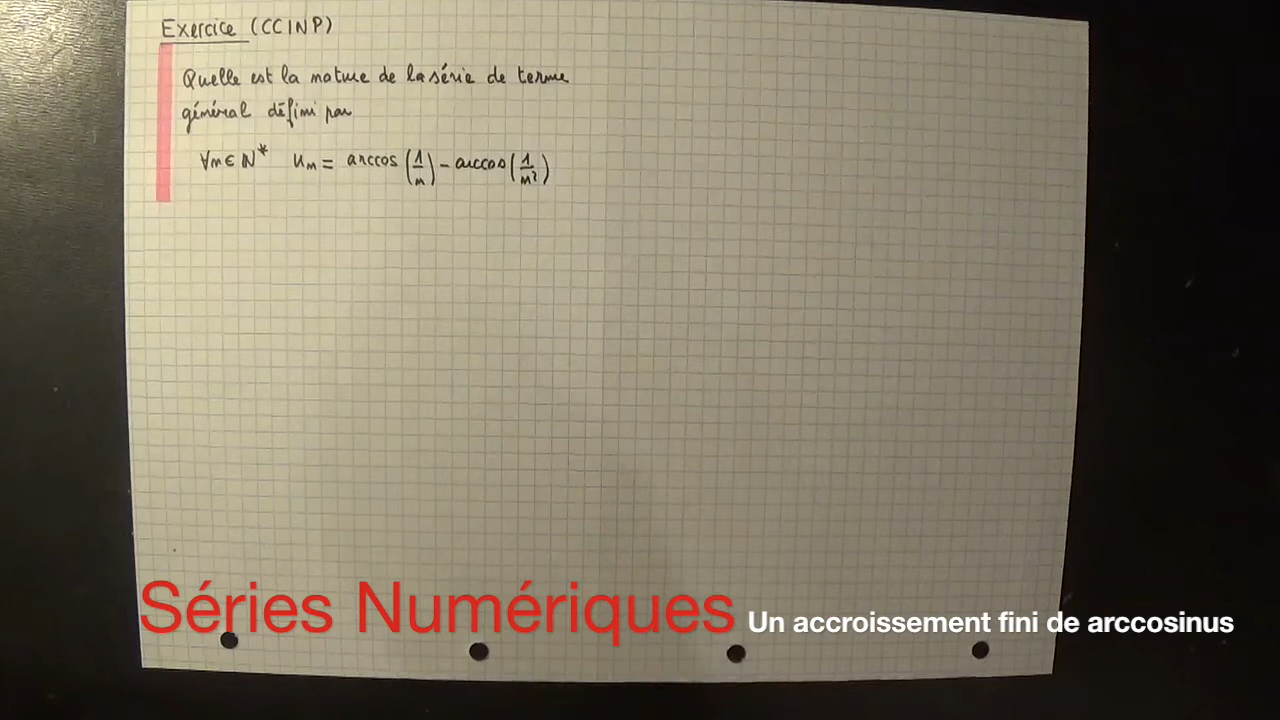 Exercice (CCINP)
Quelle est la nature de la série de terme
général défini par
∀n ∈ ℕ* uₙ = arccos (1/n) - arccos (1/n²)
Séries Numériques Un accroissement fini de arccosinus